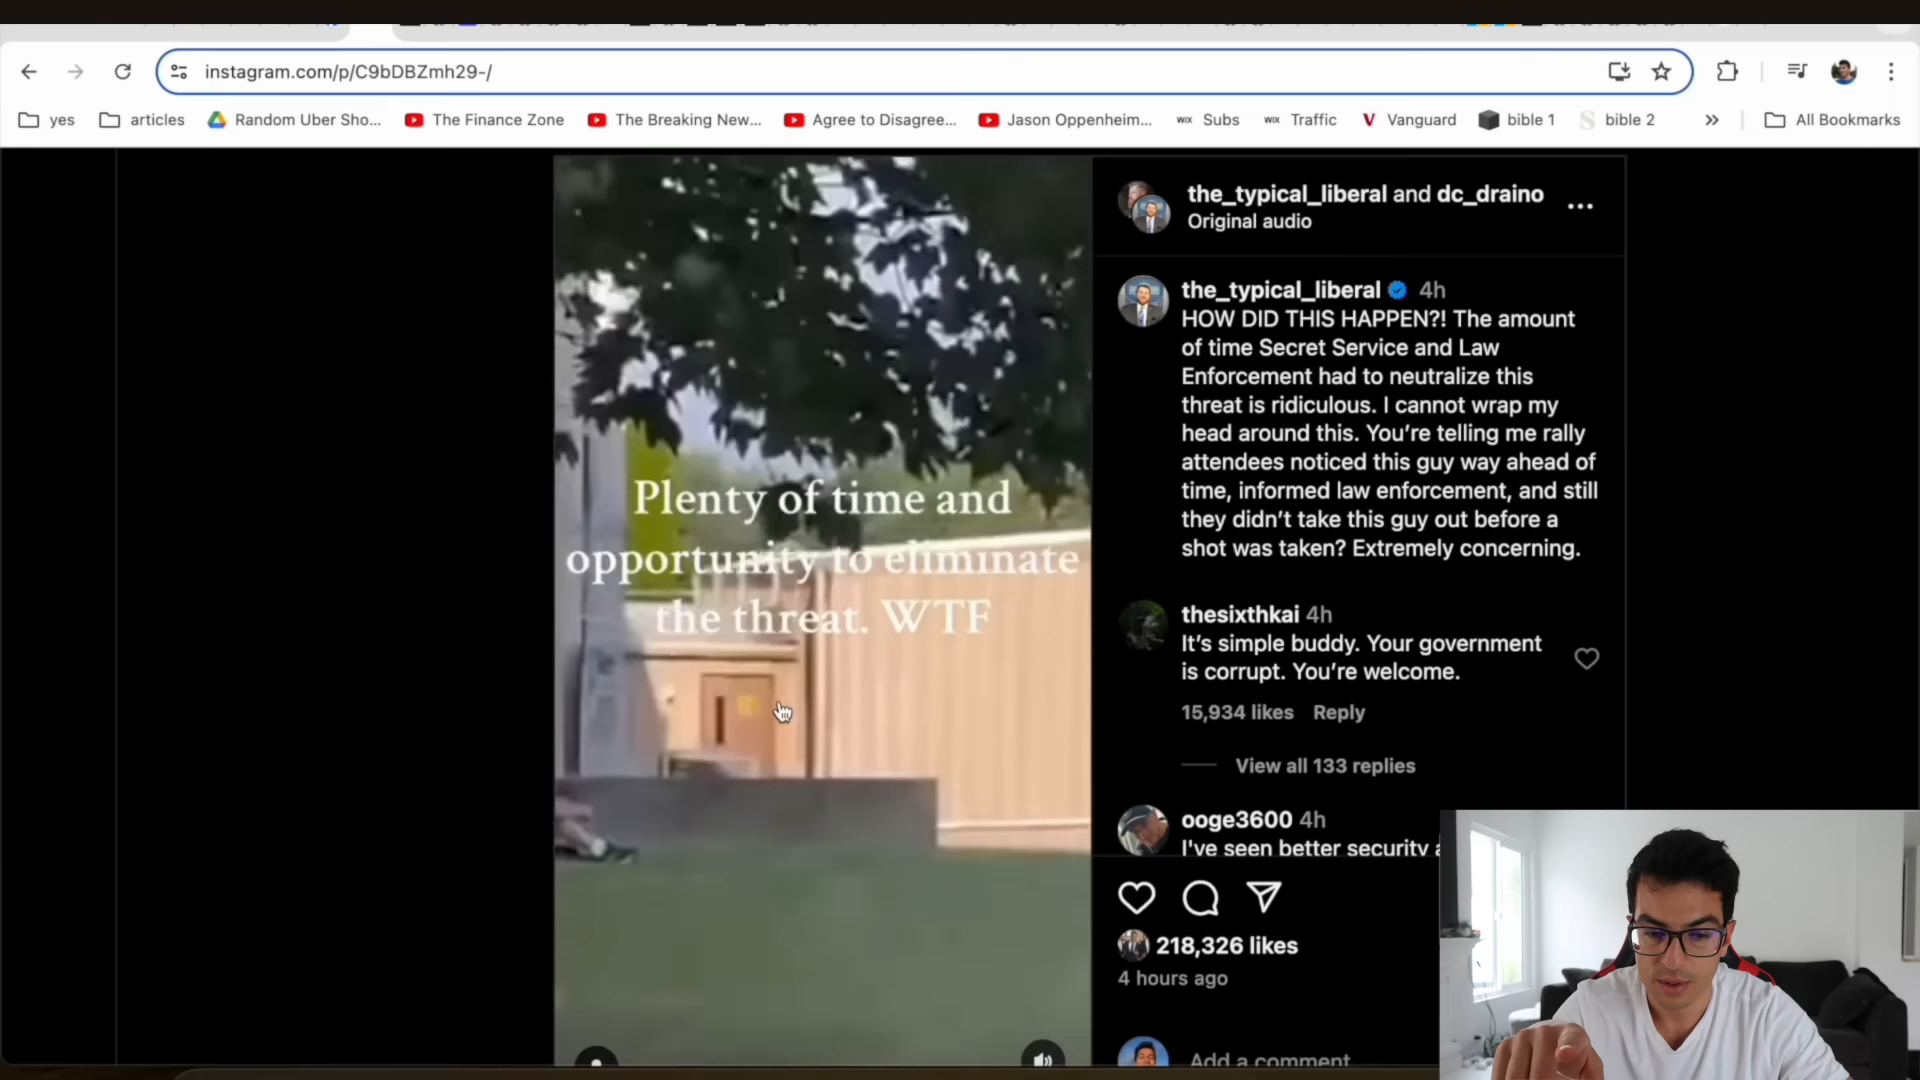 instagram.com/p/C9bDBZmh29-/
yes
articles
Random Uber Sho...
The Finance Zone
The Breaking New...
Agree to Disagree...
Jason Oppenheim...
WIX Subs
WIX Traffic
Vanguard
bible 1
bible 2
All Bookmarks
Plenty of time and
opportunity to eliminate
the threat. WTF
the_typical_liberal and dc_draino
Original audio
the_typical_liberal 4h
HOW DID THIS HAPPEN?! The amount
of time Secret Service and Law
Enforcement had to neutralize this
threat is ridiculous. I cannot wrap my
head around this. You’re telling me rally
attendees noticed this guy way ahead of
time, informed law enforcement, and still
they didn’t take this guy out before a
shot was taken? Extremely concerning.
thesixthkai 4h
It’s simple buddy. Your government
is corrupt. You’re welcome.
15,934 likes Reply
View all 133 replies
ooge3600 4h
I've seen better security
218,326 likes
4 hours ago
Add a comment